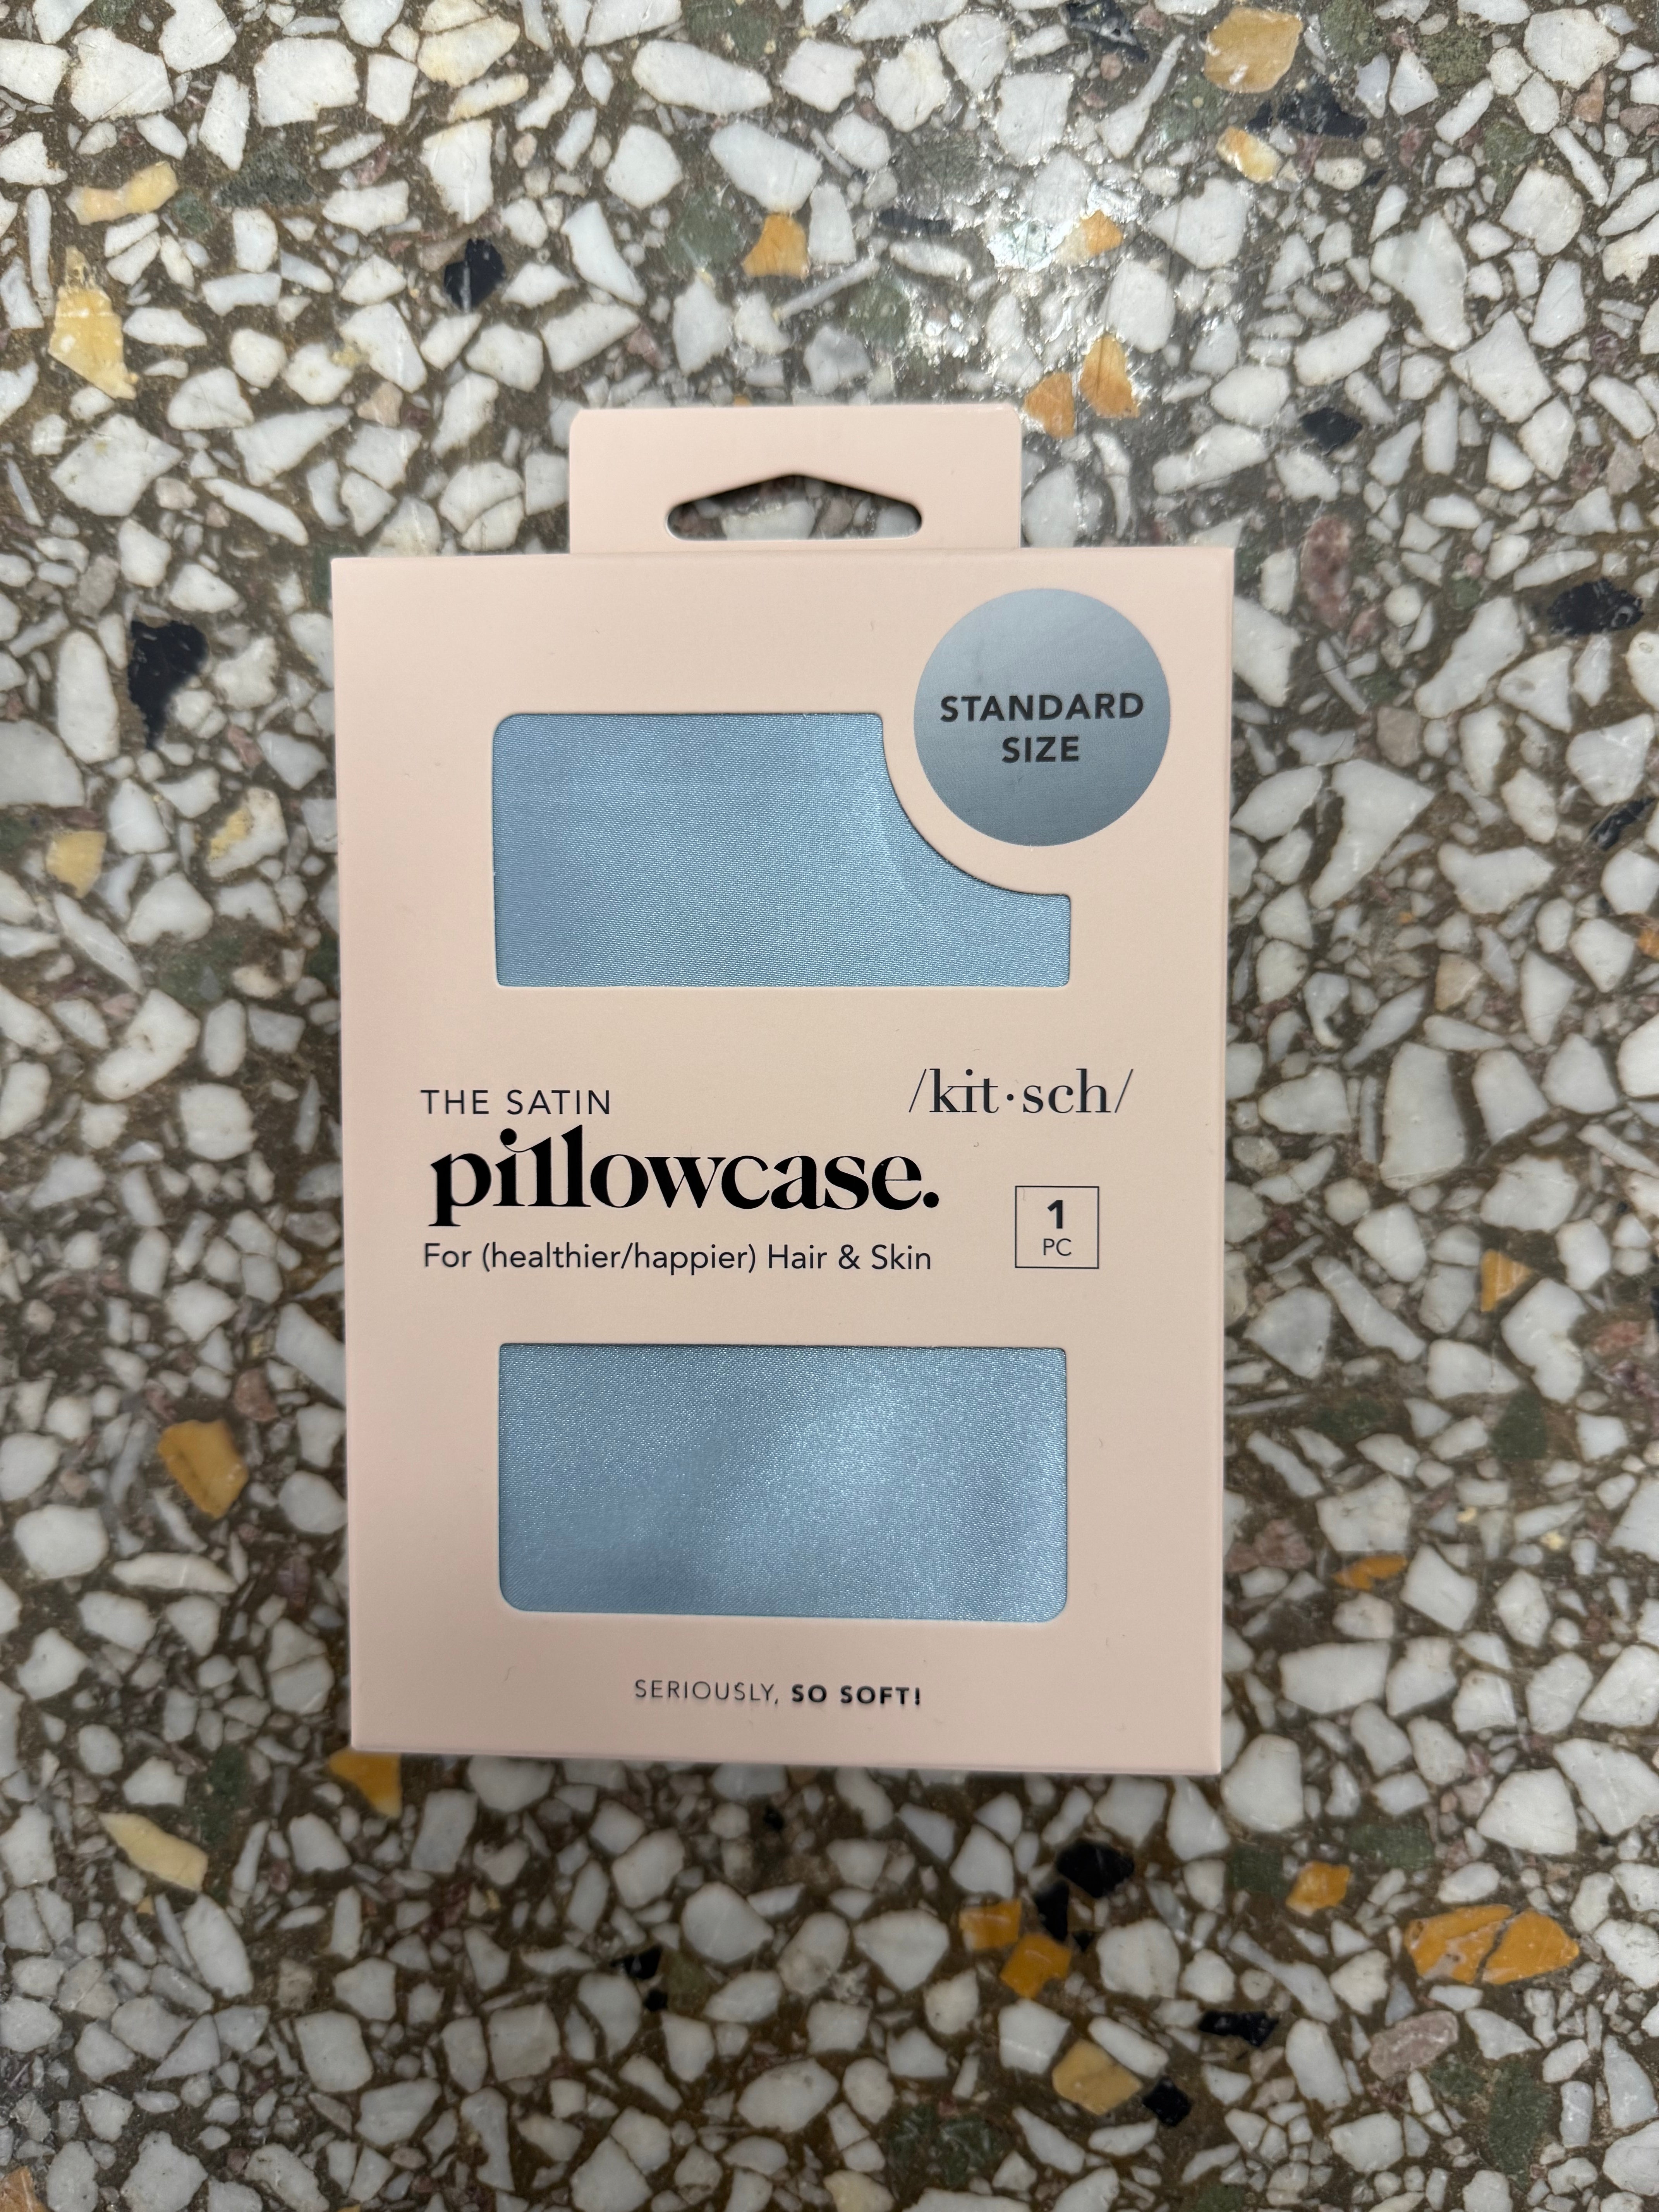 STANDARD
SIZE
THE SATIN
/kit·sch/
pillowcase.
1
PC
For (healthier/happier) Hair & Skin
SERIOUSLY, SO SOFT!